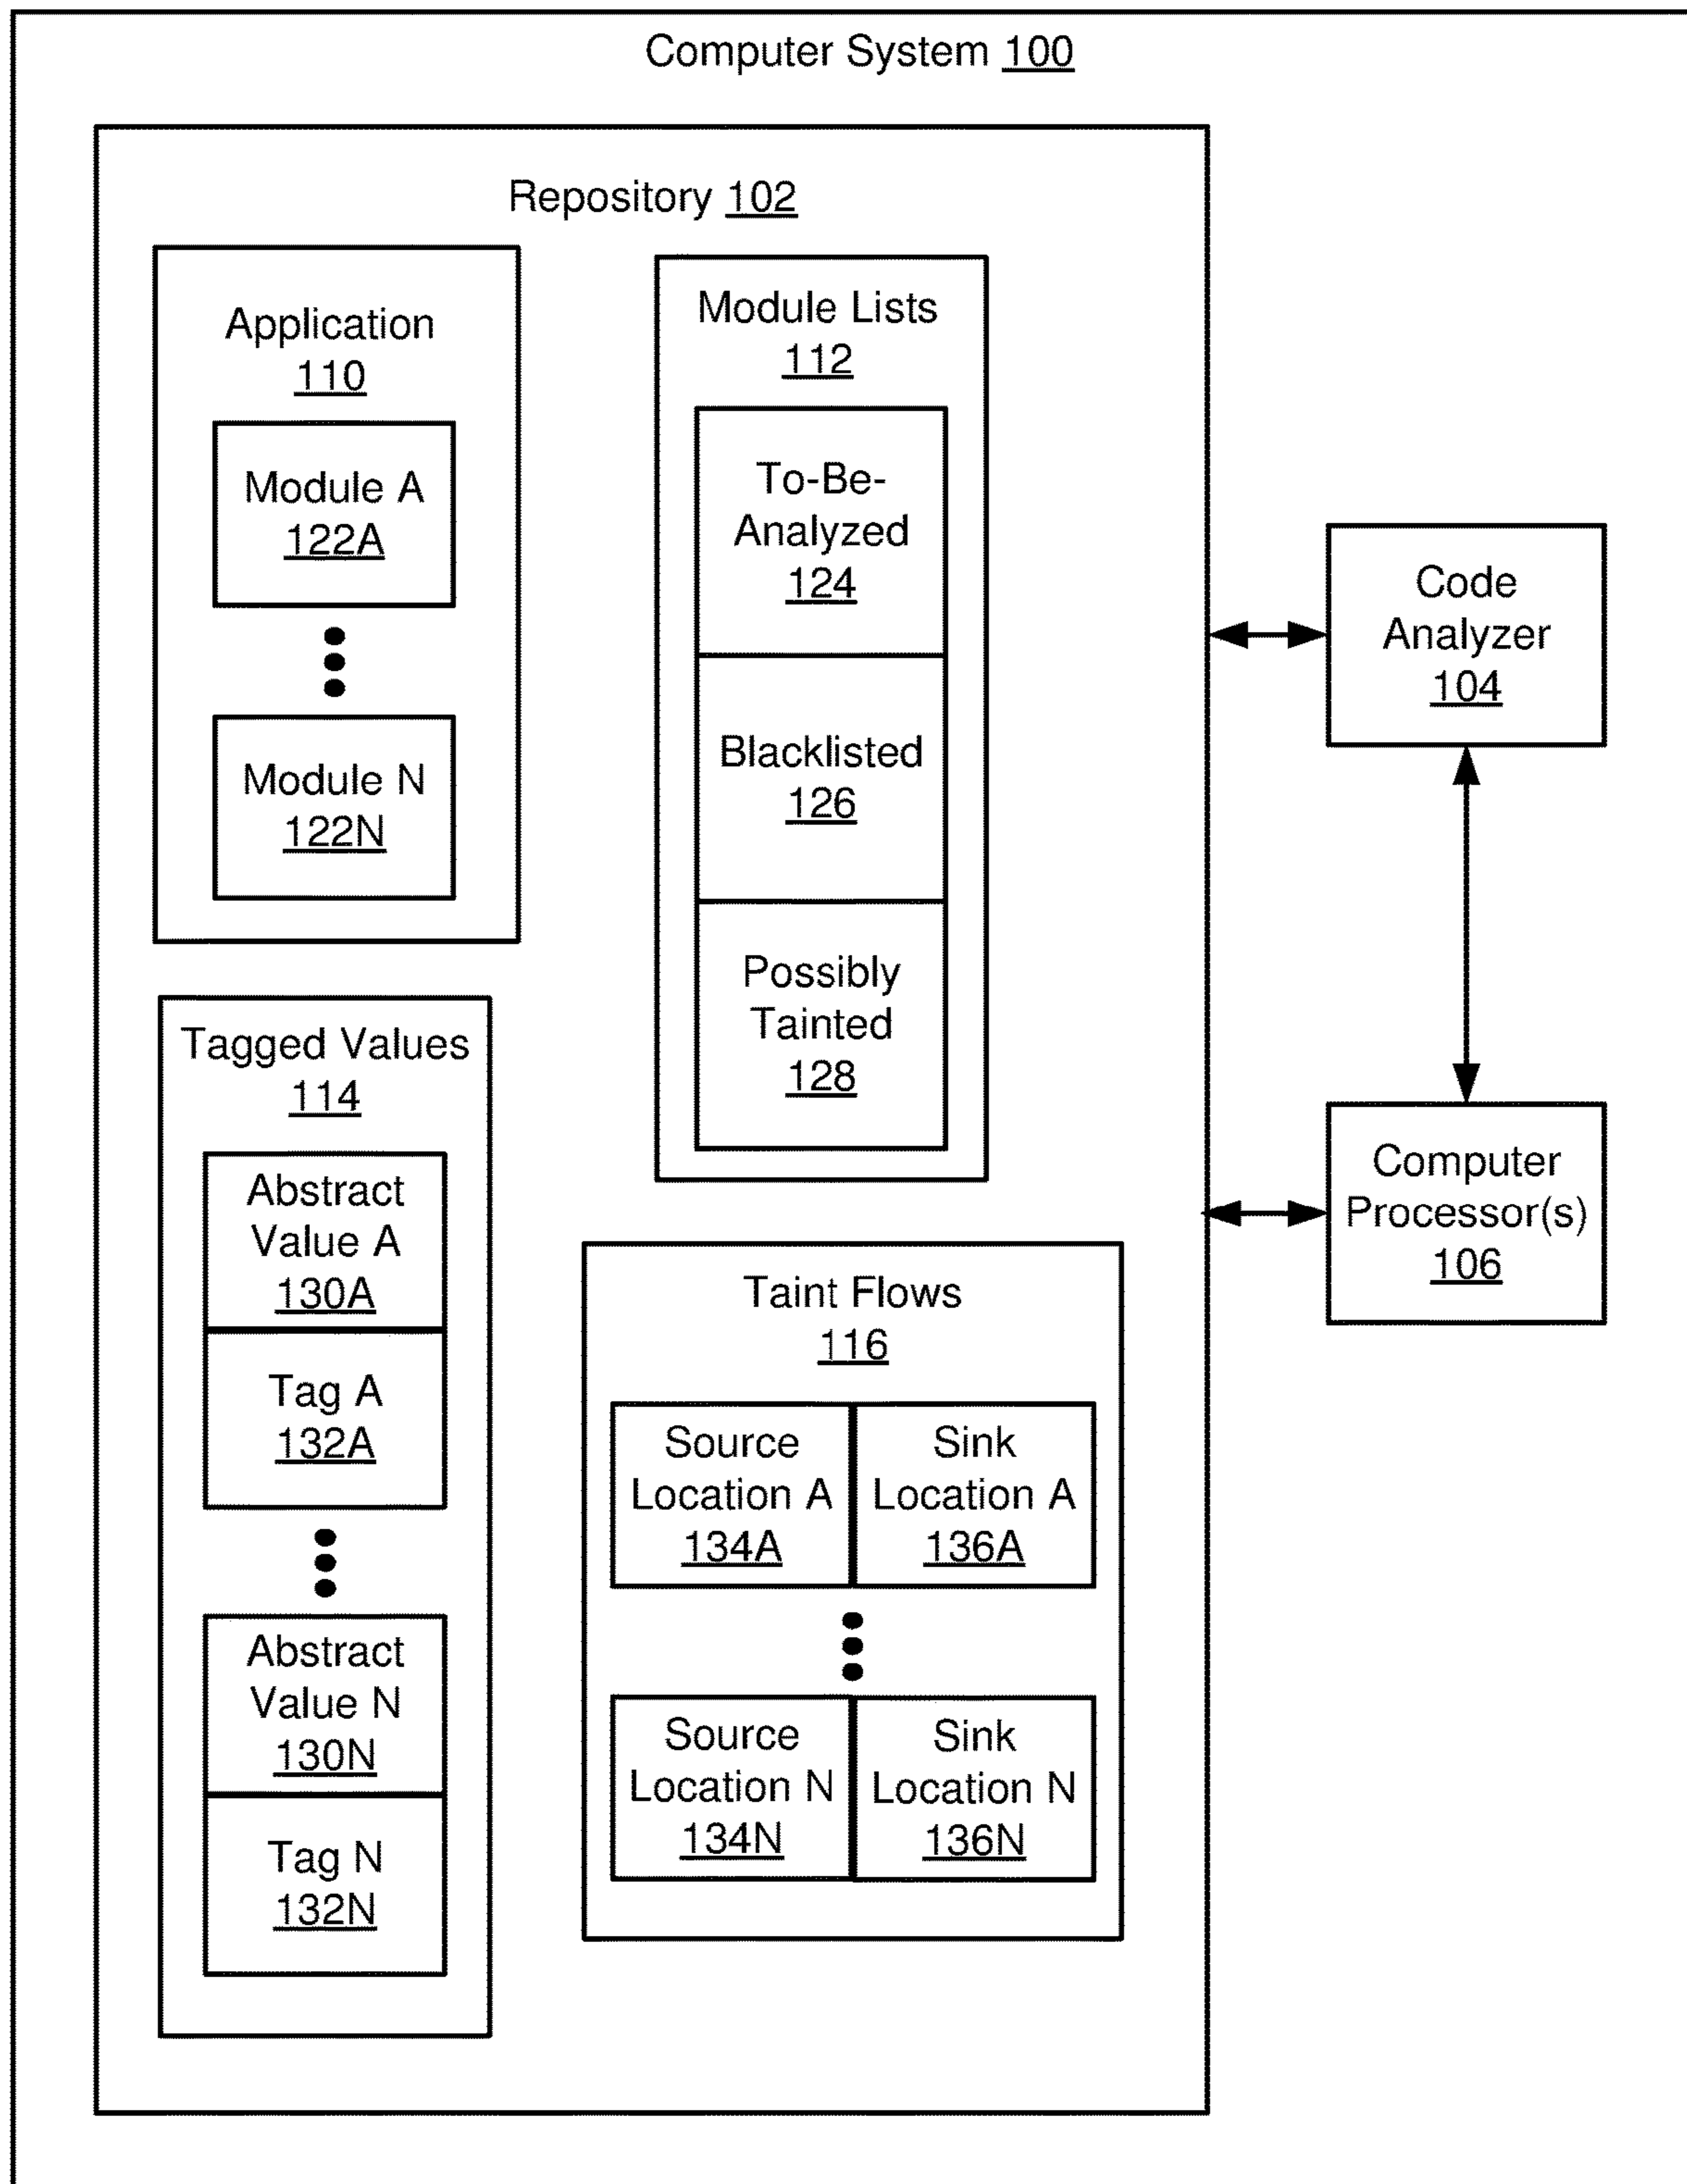 Computer System 100
Repository 102
Application
110
Module A
122A
Module N
122N
Module Lists
112
To-Be-
Analyzed
124
Blacklisted
126
Possibly
Tainted
128
Tagged Values
114
Abstract
Value A
130A
Tag A
132A
Abstract
Value N
130N
Tag N
132N
Taint Flows
116
Source
Location A
134A
Sink
Location A
136A
Source
Location N
134N
Sink
Location N
136N
Code
Analyzer
104
Computer
Processor(s)
106